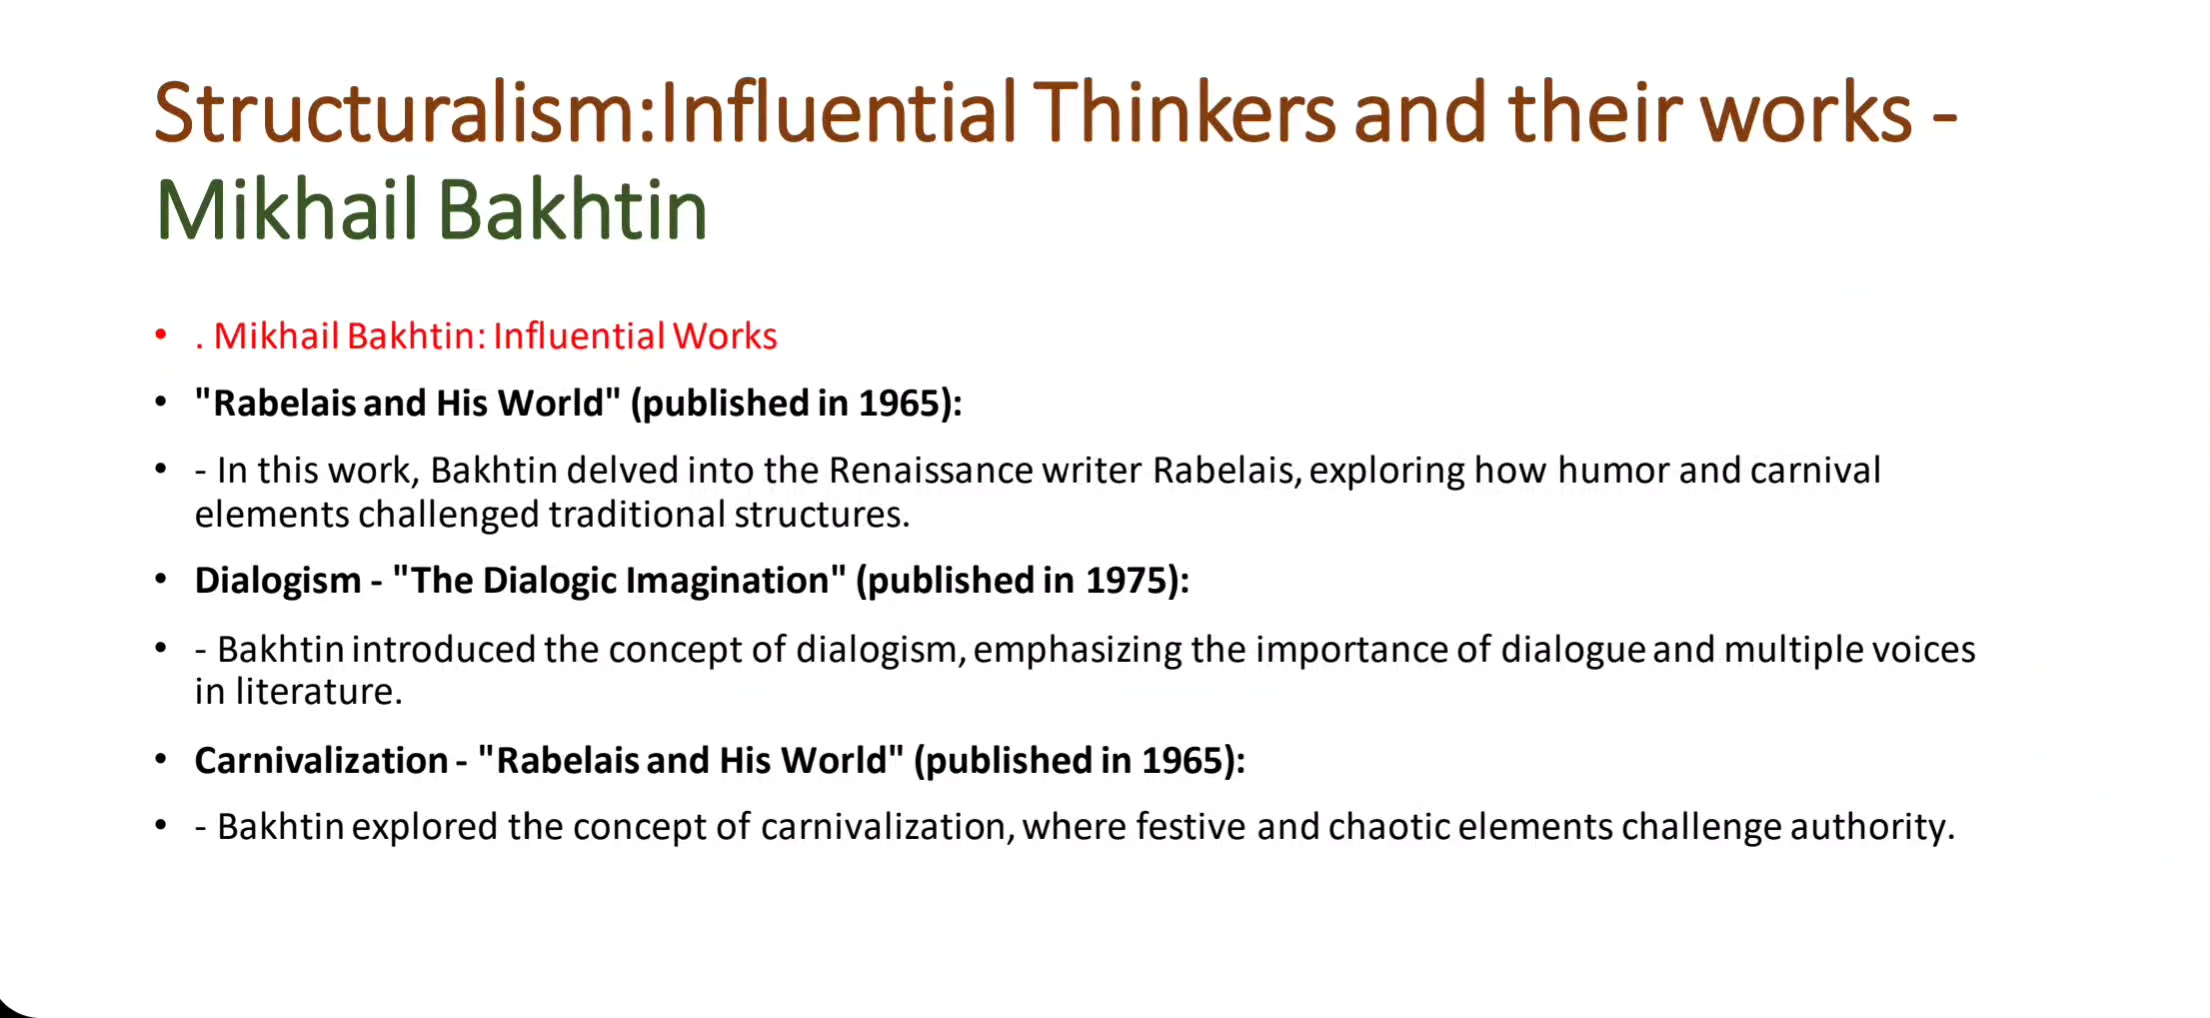 Structuralism:Influential Thinkers and their works -
Mikhail Bakhtin
• . Mikhail Bakhtin: Influential Works
• "Rabelais and His World" (published in 1965):
• - In this work, Bakhtin delved into the Renaissance writer Rabelais, exploring how humor and carnival
elements challenged traditional structures.
• Dialogism - "The Dialogic Imagination" (published in 1975):
• - Bakhtin introduced the concept of dialogism, emphasizing the importance of dialogue and multiple voices
in literature.
• Carnivalization - "Rabelais and His World" (published in 1965):
• - Bakhtin explored the concept of carnivalization, where festive and chaotic elements challenge authority.